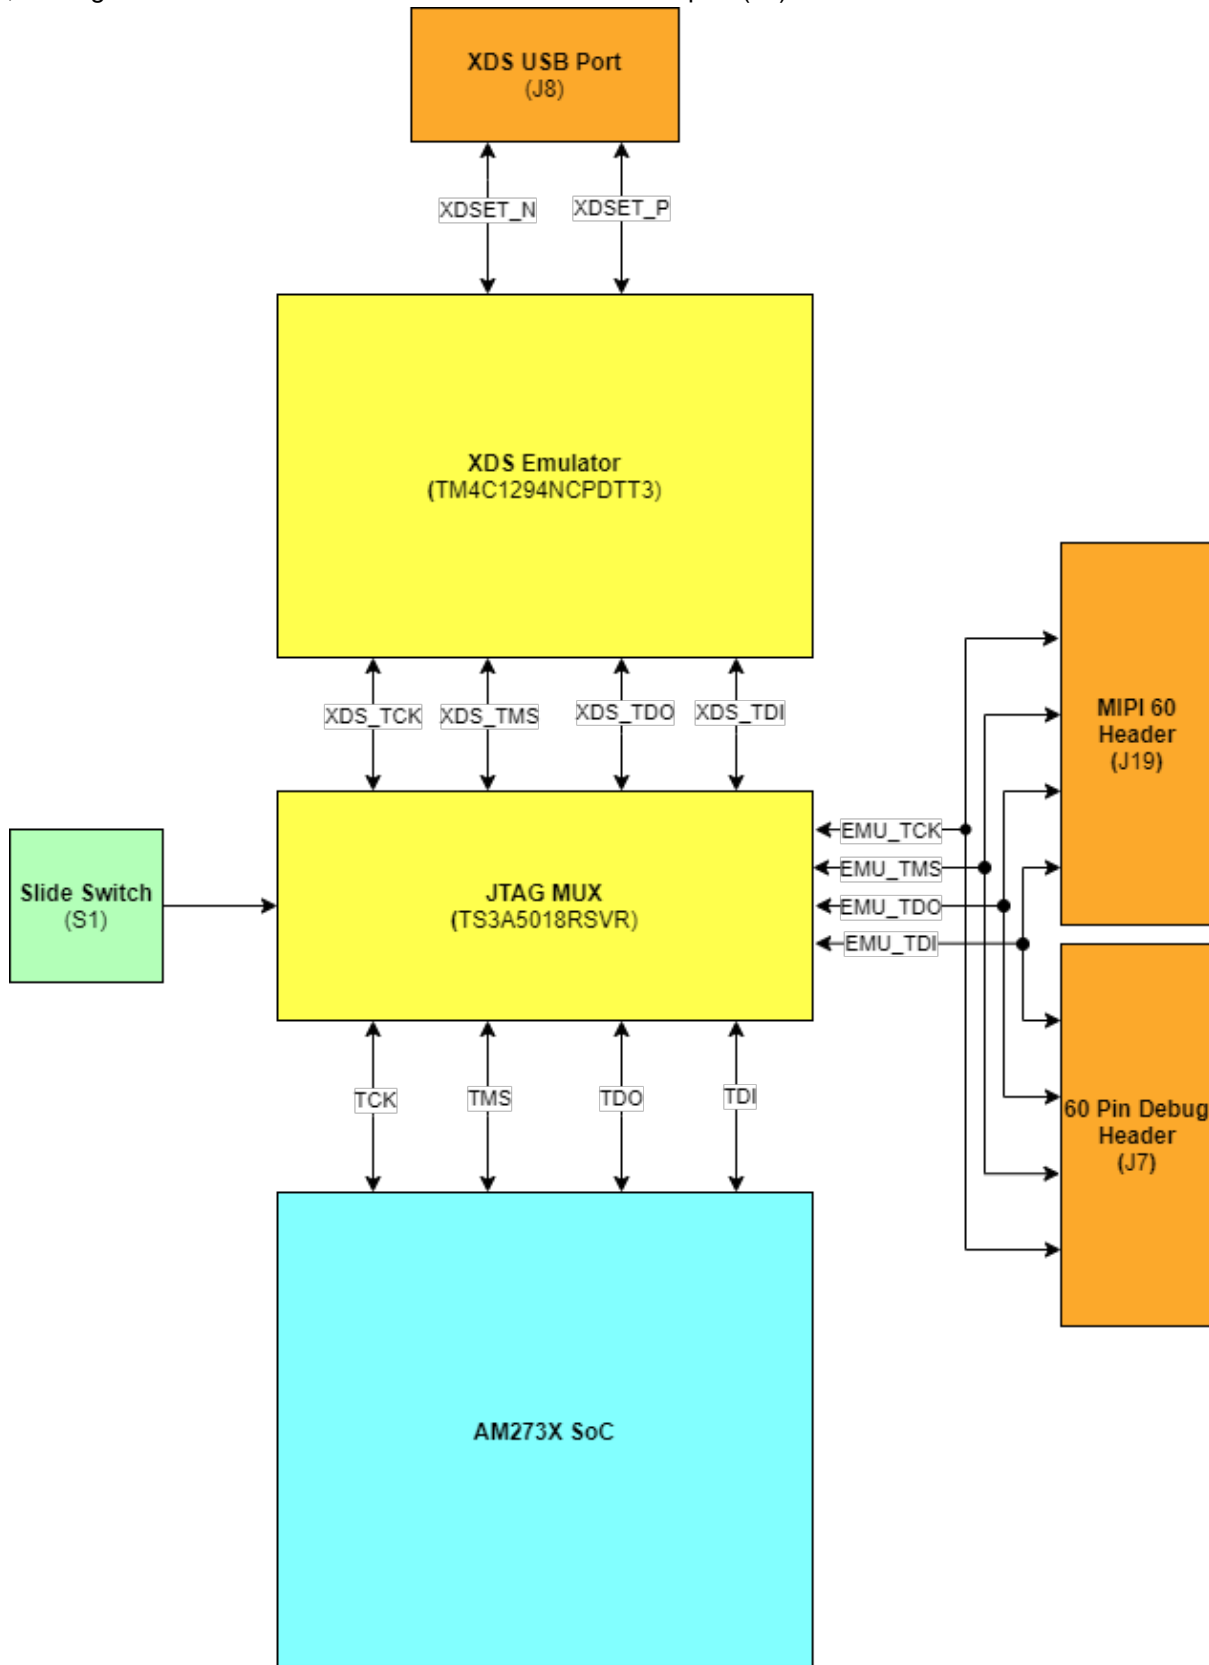 XDS USB Port
(J8)
XDSET_N
XDSET_P
XDS Emulator
(TM4C1294NCPDTT3)
XDS_TCK
XDS_TMS
XDS_TDO
XDS_TDI
MIPI 60
Header
(J19)
EMU_TCK
EMU_TMS
EMU_TDO
EMU_TDI
Slide Switch
(S1)
JTAG MUX
(TS3A5018RSVR)
60 Pin Debug
Header
(J7)
TCK
TMS
TDO
TDI
AM273X SoC